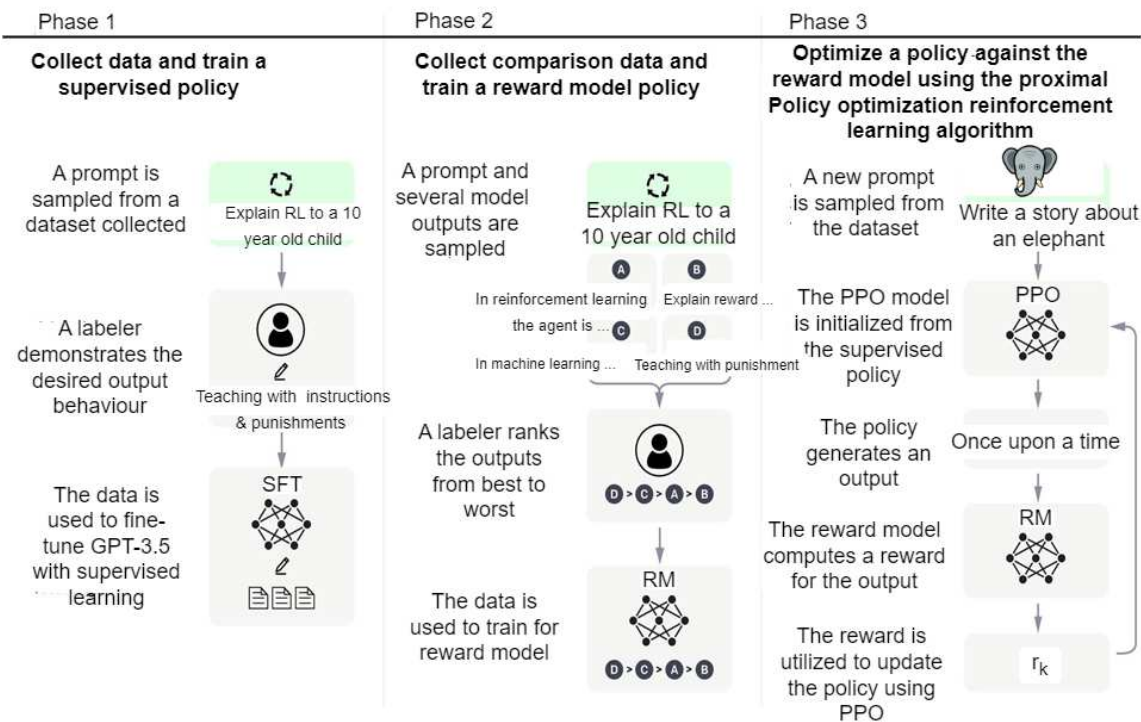 Phase 1
Collect data and train a
supervised policy
A prompt is
sampled from a
dataset collected
Explain RL to a 10
year old child
A labeler
demonstrates the
desired output
behaviour
Teaching with instructions
& punishments
The data is
used to fine-
tune GPT-3.5
with supervised
learning
SFT
Phase 2
Collect comparison data and
train a reward model policy
A prompt and
several model
outputs are
sampled
Explain RL to a
10 year old child
A
B
In reinforcement learning
the agent is ...
Explain reward ...
C
D
In machine learning ...
Teaching with punishment
A labeler ranks
the outputs
from best to
worst
D > C > A > B
The data is
used to train for
reward model
RM
D > C > A > B
Phase 3
Optimize a policy against the
reward model using the proximal
Policy optimization reinforcement
learning algorithm
A new prompt
is sampled from
the dataset
Write a story about
an elephant
The PPO model
is initialized from
the supervised
policy
PPO
The policy
generates an
output
Once upon a time
The reward model
computes a reward
for the output
RM
The reward is
utilized to update
the policy using
PPO
rk